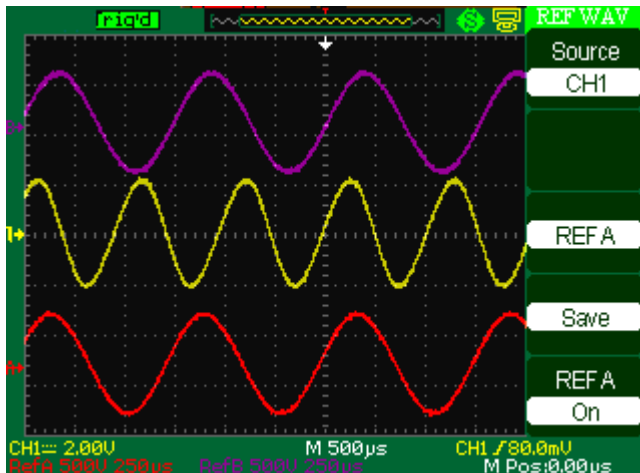 Trig'd
REF WAV
Source
CH1
REF A
Save
REF A
On
CH1 2.00V
M 500µs
CH1 / 80.0mV
RefA 500V 250µs
RefB 500V 250µs
M Pos:0.00µs